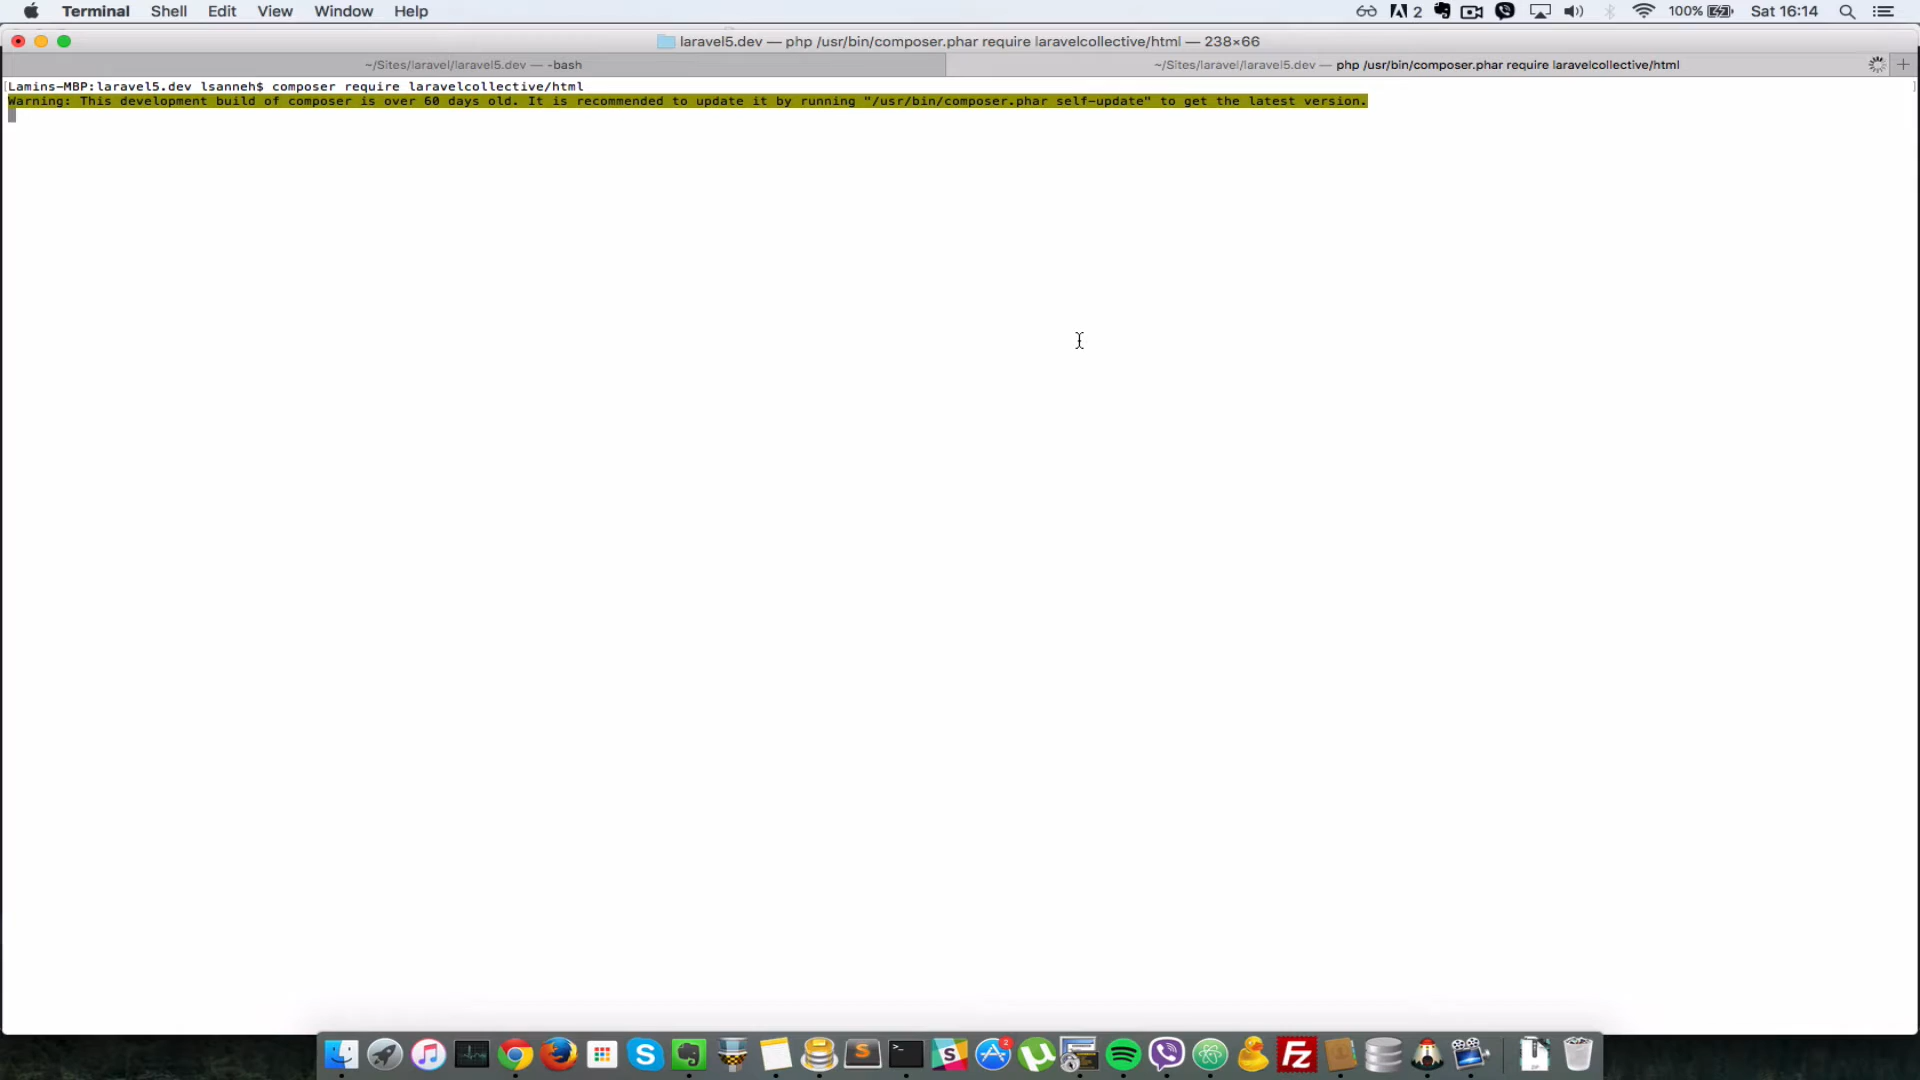 Terminal Shell Edit View Window Help 2 100% Sat 16:14
laravel5.dev — php /usr/bin/composer.phar require laravelcollective/html — 238×66
~/Sites/laravel/laravel5.dev — -bash
~/Sites/laravel/laravel5.dev — php /usr/bin/composer.phar require laravelcollective/html
Lamins-MBP:laravel5.dev lsanneh$ composer require laravelcollective/html
Warning: This development build of composer is over 60 days old. It is recommended to update it by running "/usr/bin/composer.phar self-update" to get the latest version.